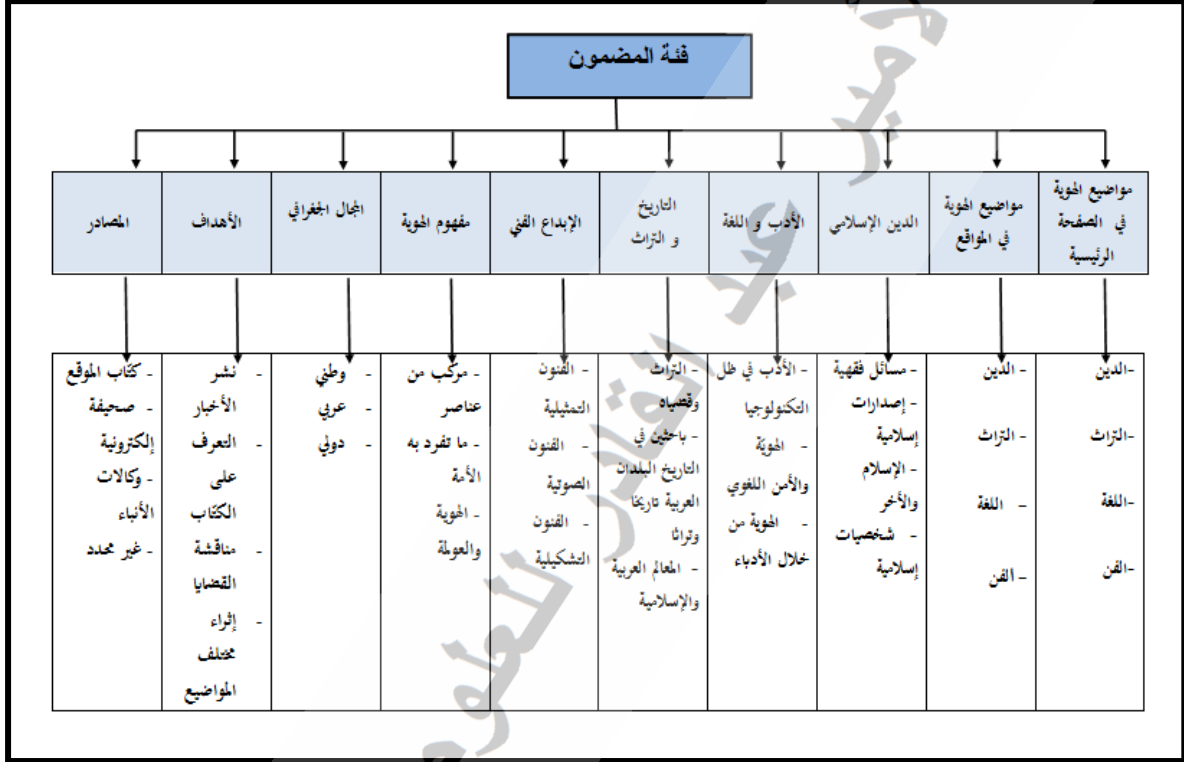 فئة المضمون
مواضيع الهوية
في الصفحة
الرئيسية
مواضيع الهوية
في المواقع
الدين الإسلامي
الأدب و اللغة
التاريخ
و التراث
الإبداع الفني
مفهوم الهوية
المجال الجغرافي
الأهداف
المصادر
-الدين
-التراث
-اللغة
-الفن
- الدين
- التراث
- اللغة
- الفن
- مسائل فقهية
- إصدارات
إسلامية
- الإسلام
والأخر
- شخصيات
إسلامية
- الأدب في ظل
التكنولوجيا
- الهوية
والأمن اللغوي
- الهوية من
خلال الأدباء
- التراث
وقضياه
- باحثين في
التاريخ البلدان
العربية تاريخا
وتراثا
- المعالم العربية
والإسلامية
- الفنون
التمثيلية
- الفنون
الصوتية
- الفنون
التشكيلية
- مركب من
عناصر
- ما تفرد به
الأمة
- الهوية
والعولمة
- وطني
- عربي
- دولي
- نشر
الأخبار
- التعرف
على
الكتاب
- مناقشة
القضايا
- إثراء
مختلف
المواضيع
- كتاب الموقع
- صحيفة
إلكترونية
- وكالات
الأنباء
- غير محدد
عبد القادر للعلوم